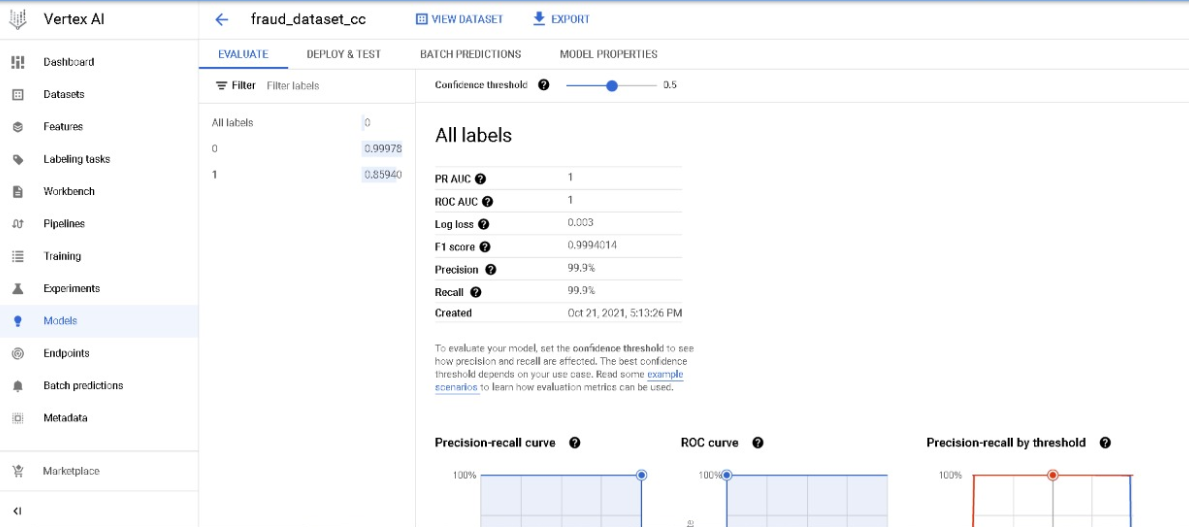 Vertex AI
fraud_dataset_cc
VIEW DATASET
EXPORT
EVALUATE
DEPLOY & TEST
BATCH PREDICTIONS
MODEL PROPERTIES
Dashboard
Datasets
Features
Labeling tasks
Workbench
Pipelines
Training
Experiments
Models
Endpoints
Batch predictions
Metadata
Marketplace
Filter Filter labels
All labels 0
0 0.99978
1 0.85940
Confidence threshold ? 0.5
All labels
PR AUC ? 1
ROC AUC ? 1
Log loss ? 0.003
F1 score ? 0.9994014
Precision ? 99.9%
Recall ? 99.9%
Created Oct 21, 2021, 5:13:26 PM
To evaluate your model, set the confidence threshold to see
how precision and recall are affected. The best confidence
threshold depends on your use case. Read some example
scenarios to learn how evaluation metrics can be used.
Precision-recall curve ?
100%
ROC curve ?
100%
Precision-recall by threshold ?
100%